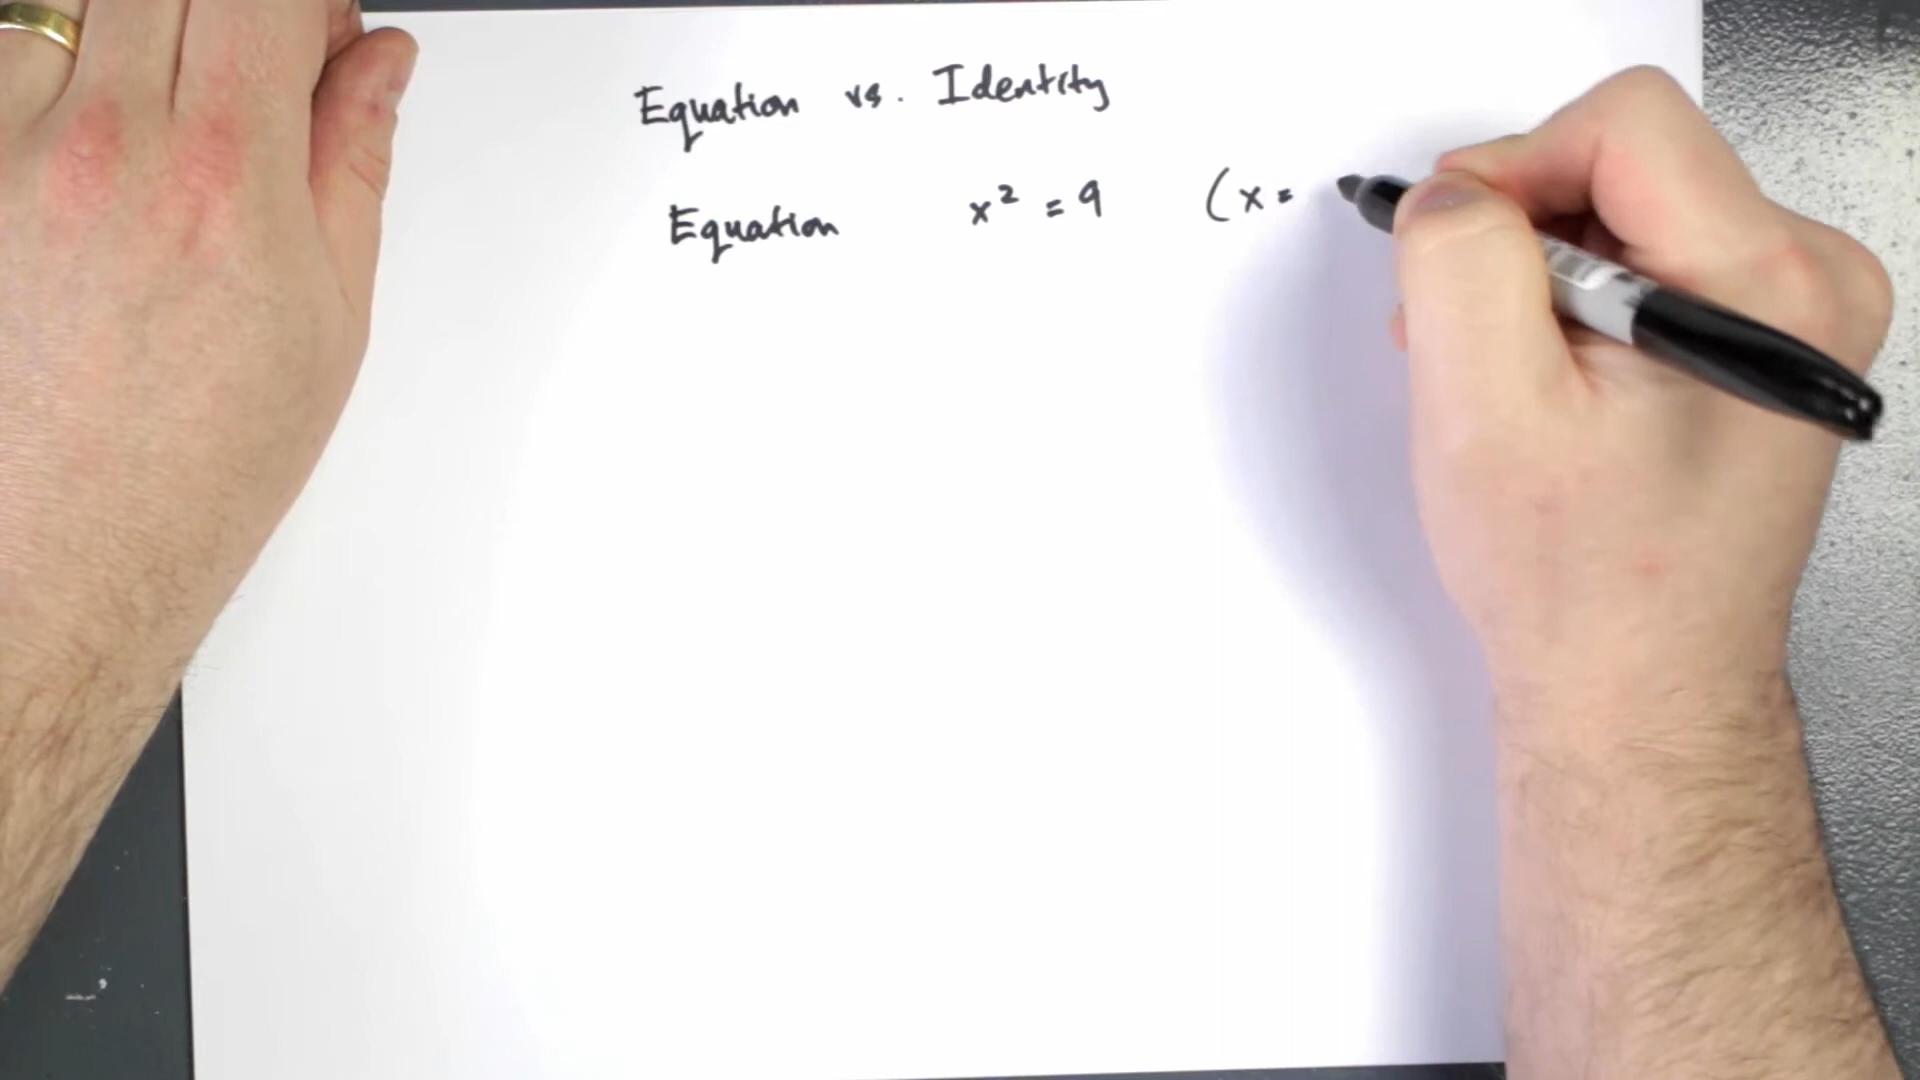 Equation vs. Identity
Equation x² = 9 (x =